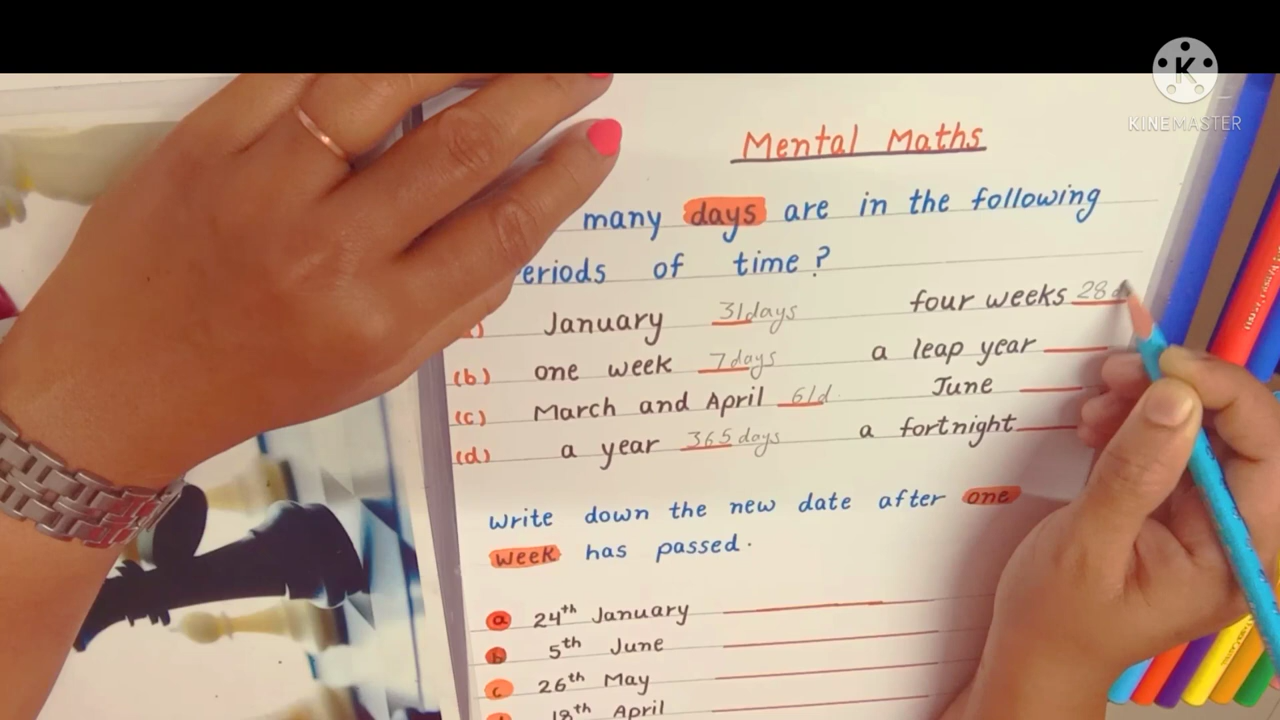 KINEMASTER
Mental Maths
many days are in the following
eriods of time?
January 31days four weeks 28
(b) one week 7days a leap year
(c) March and April 61d June
(d) a year 365days a fortnight
Write down the new date after one
week has passed.
a 24th January
b 5th June
c 26th May
18th April